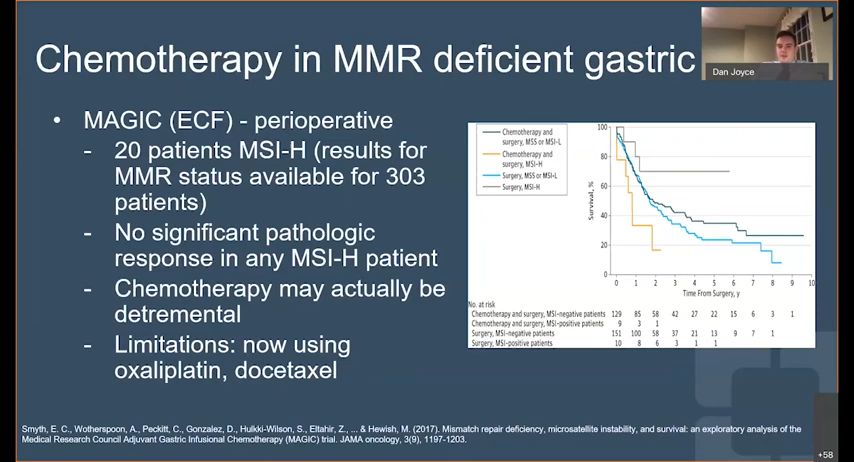 Chemotherapy in MMR deficient gastric
Dan Joyce
• MAGIC (ECF) - perioperative
- 20 patients MSI-H (results for
MMR status available for 303
patients)
- No significant pathologic
response in any MSI-H patient
- Chemotherapy may actually be
detremental
- Limitations: now using
oxaliplatin, docetaxel
Chemotherapy and
surgery, MSS or MSI-L
Chemotherapy and
surgery, MSI-H
Surgery, MSS or MSI-L
Surgery, MSI-H
Survival, %
100
80
60
40
20
0
0 1 2 3 4 5 6 7 8 9 10
Time From Surgery, y
No. at risk
Chemotherapy and surgery, MSI-negative patients 129 85 58 42 27 22 15 6 3 1
Chemotherapy and surgery, MSI-positive patients 9 3 1
Surgery, MSI-negative patients 151 100 58 37 21 13 9 7 1
Surgery, MSI-positive patients 10 8 6 3 1 1
Smyth, E. C., Wotherspoon, A., Peckitt, C., Gonzalez, D., Hulkki-Wilson, S., Eltahir, Z., ... & Hewish, M. (2017). Mismatch repair deficiency, microsatellite instability, and survival: an exploratory analysis of the
Medical Research Council Adjuvant Gastric Infusional Chemotherapy (MAGIC) trial. JAMA oncology, 3(9), 1197-1203.
+58